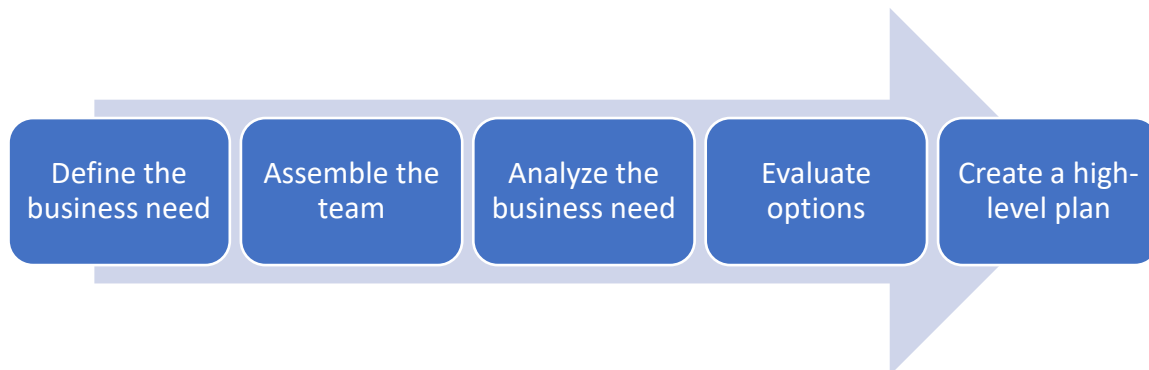 Define the
business need
Assemble the
team
Analyze the
business need
Evaluate
options
Create a high-
level plan